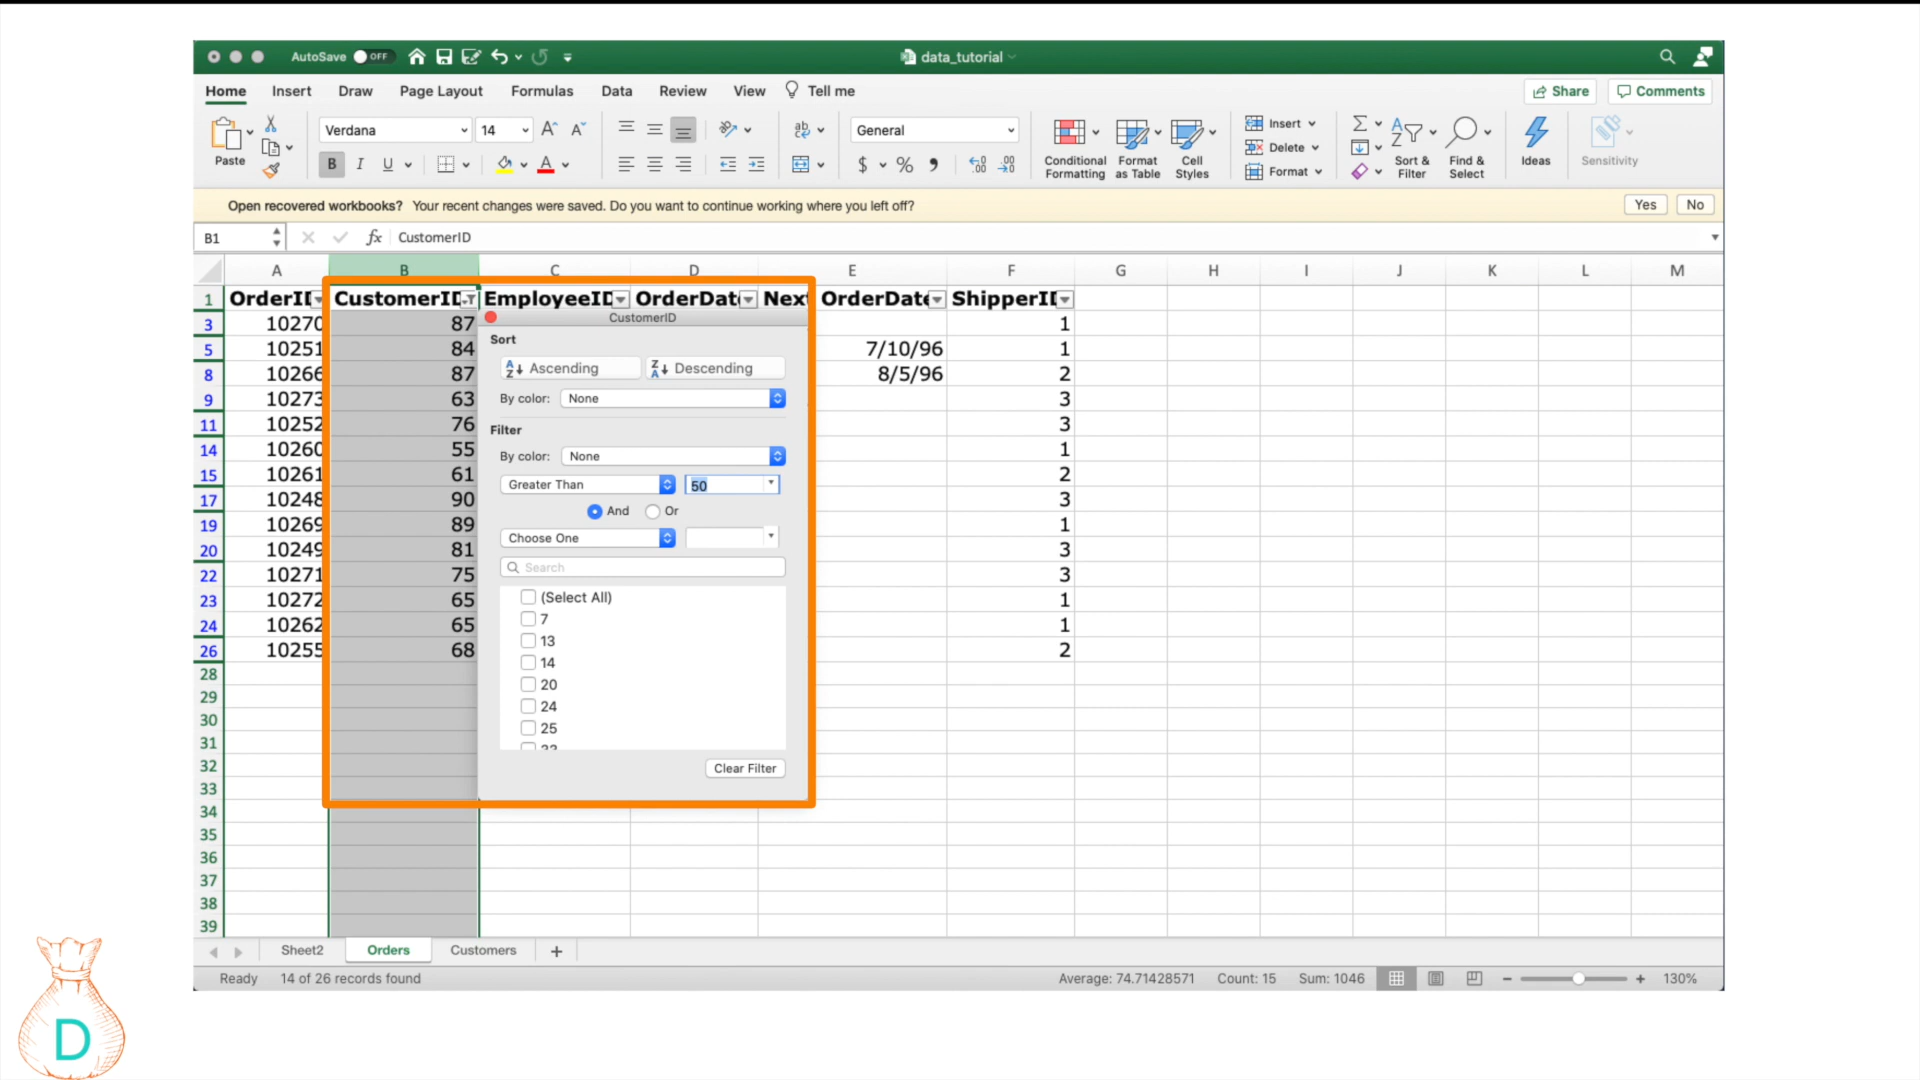 AutoSave OFF data_tutorial
Home Insert Draw Page Layout Formulas Data Review View Tell me Share Comments
Paste Verdana 14 General Conditional Formatting Format as Table Cell Styles Insert Delete Format Sort & Filter Find & Select Ideas Sensitivity
B I U $ %
Open recovered workbooks? Your recent changes were saved. Do you want to continue working where you left off? Yes No
B1 fx CustomerID
A B C D E F G H I J K L M
1 OrderID CustomerID EmployeeID OrderDate Next OrderDate ShipperID
CustomerID
3 10270 87 1
Sort
5 10251 84 7/10/96 1
Ascending Descending
8 10266 87 8/5/96 2
By color: None
9 10273 63 3
11 10252 76 3
Filter
14 10260 55 1
By color: None
15 10261 61 2
Greater Than 50
17 10248 90 3
And Or
19 10269 89 1
Choose One
20 10249 81 3
Search
22 10271 75 3
(Select All)
23 10272 65 1
7
24 10262 65 1
13
26 10255 68 2
14
28
20
29
24
30
25
31
32
Clear Filter
33
34
35
36
37
38
39
Sheet2 Orders Customers +
Ready 14 of 26 records found Average: 74.71428571 Count: 15 Sum: 1046 130%
D